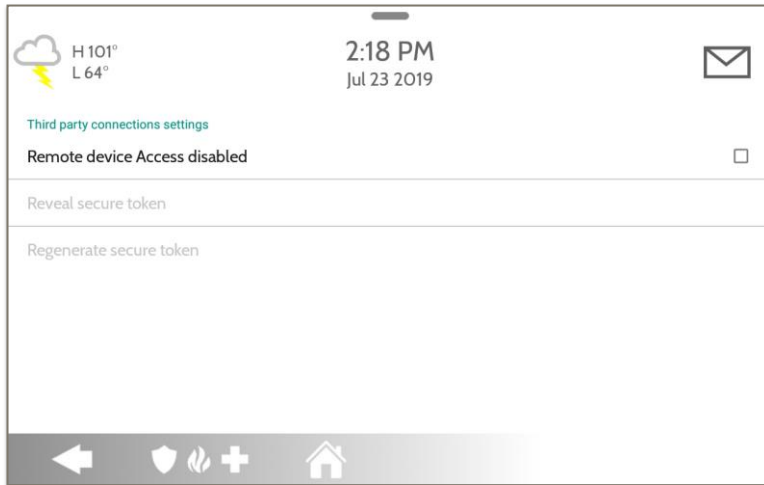 H 101°
L 64°
2:18 PM
Jul 23 2019
Third party connections settings
Remote device Access disabled
Reveal secure token
Regenerate secure token